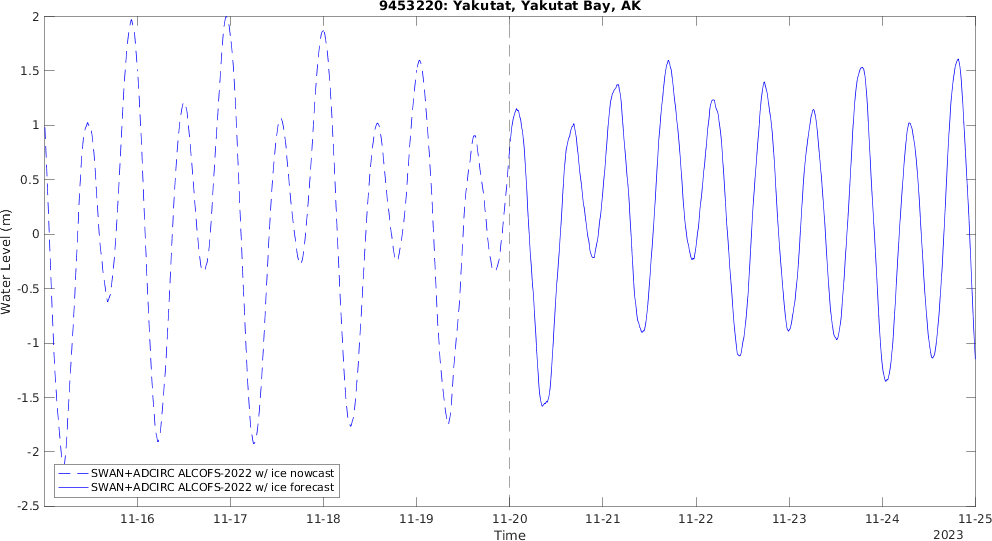 9453220: Yakutat, Yakutat Bay, AK
Water Level (m)
2
1.5
1
0.5
0
-0.5
-1
-1.5
-2
-2.5
SWAN+ADCIRC ALCOFS-2022 w/ ice nowcast
SWAN+ADCIRC ALCOFS-2022 w/ ice forecast
11-16 11-17 11-18 11-19 11-20 11-21 11-22 11-23 11-24 11-25
Time
2023